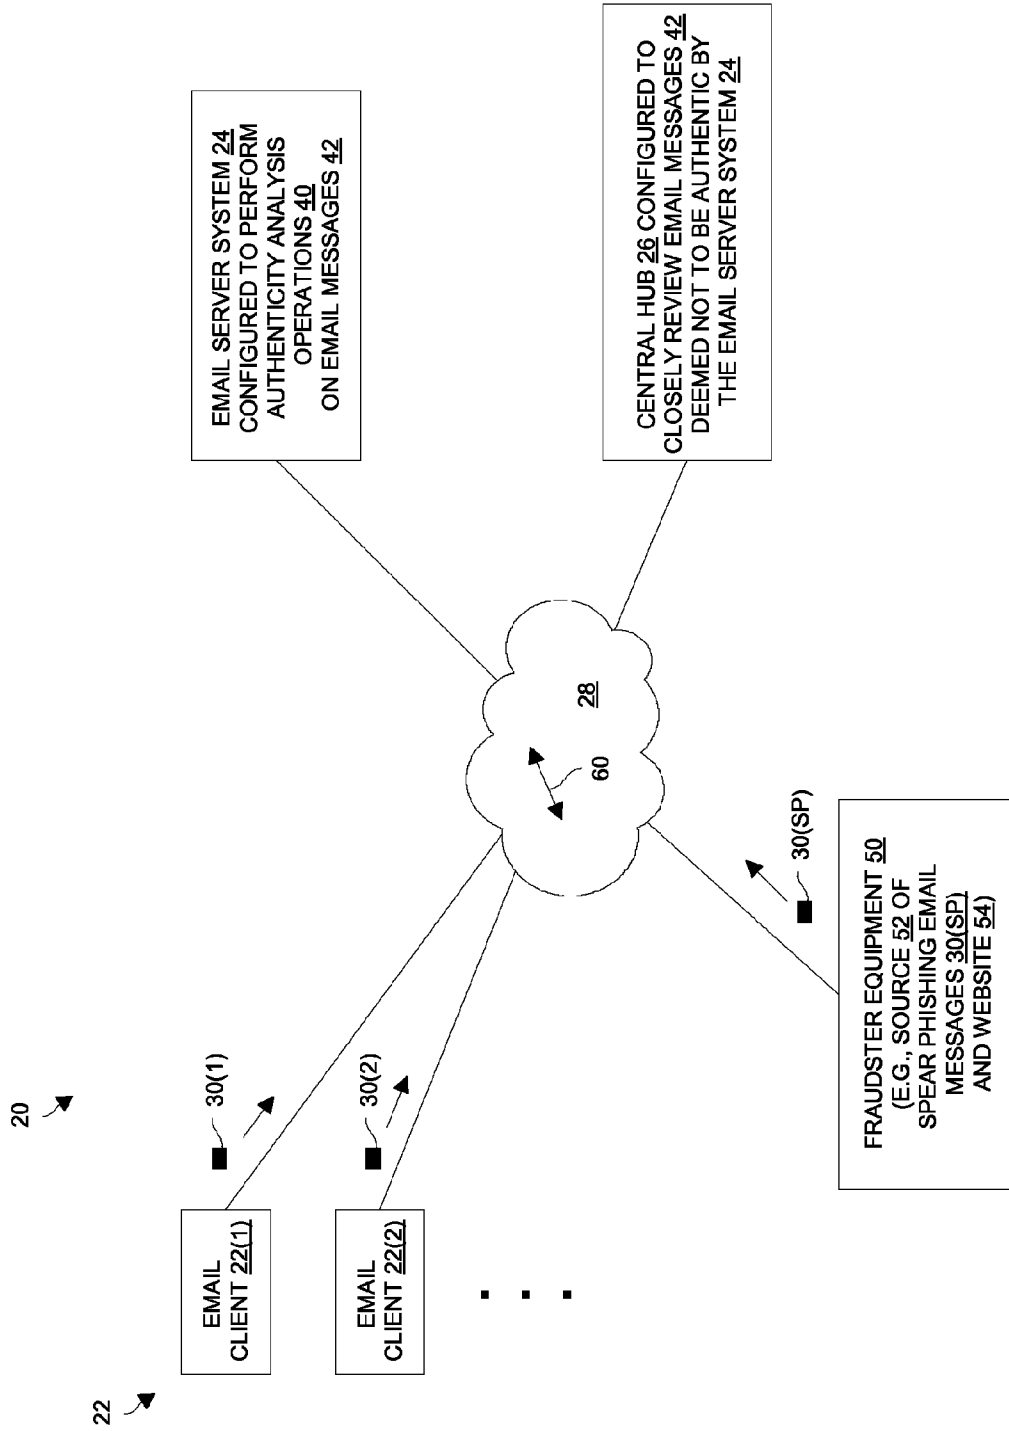 20
22
EMAIL
CLIENT 22(1)
30(1)
EMAIL
CLIENT 22(2)
30(2)
EMAIL SERVER SYSTEM 24
CONFIGURED TO PERFORM
AUTHENTICITY ANALYSIS
OPERATIONS 40
ON EMAIL MESSAGES 42
28
60
CENTRAL HUB 26 CONFIGURED TO
CLOSELY REVIEW EMAIL MESSAGES 42
DEEMED NOT TO BE AUTHENTIC BY
THE EMAIL SERVER SYSTEM 24
30(SP)
FRAUDSTER EQUIPMENT 50
(E.G., SOURCE 52 OF
SPEAR PHISHING EMAIL
MESSAGES 30(SP)
AND WEBSITE 54)